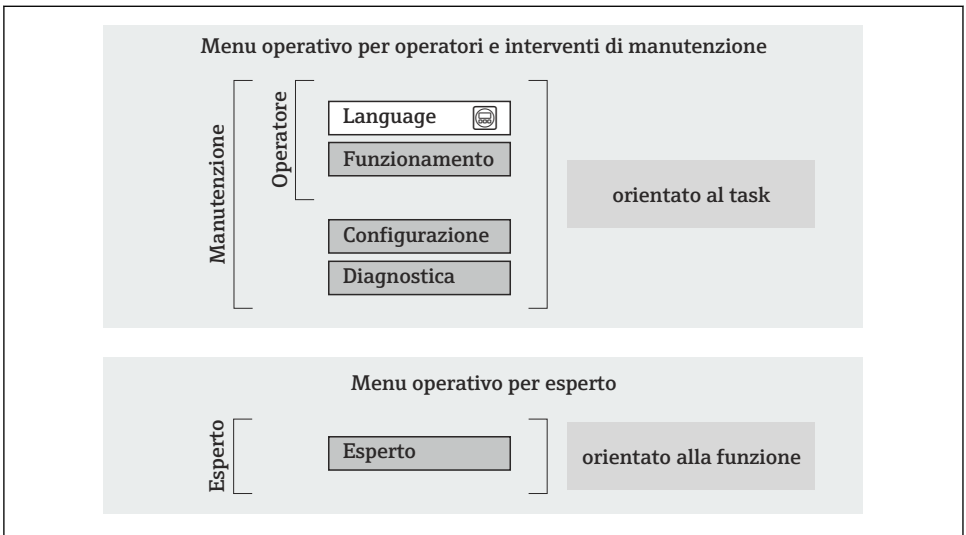 Menu operativo per operatori e interventi di manutenzione
Manutenzione
Operatore
Language
Funzionamento
Configurazione
Diagnostica
orientato al task
Menu operativo per esperto
Esperto
Esperto
orientato alla funzione